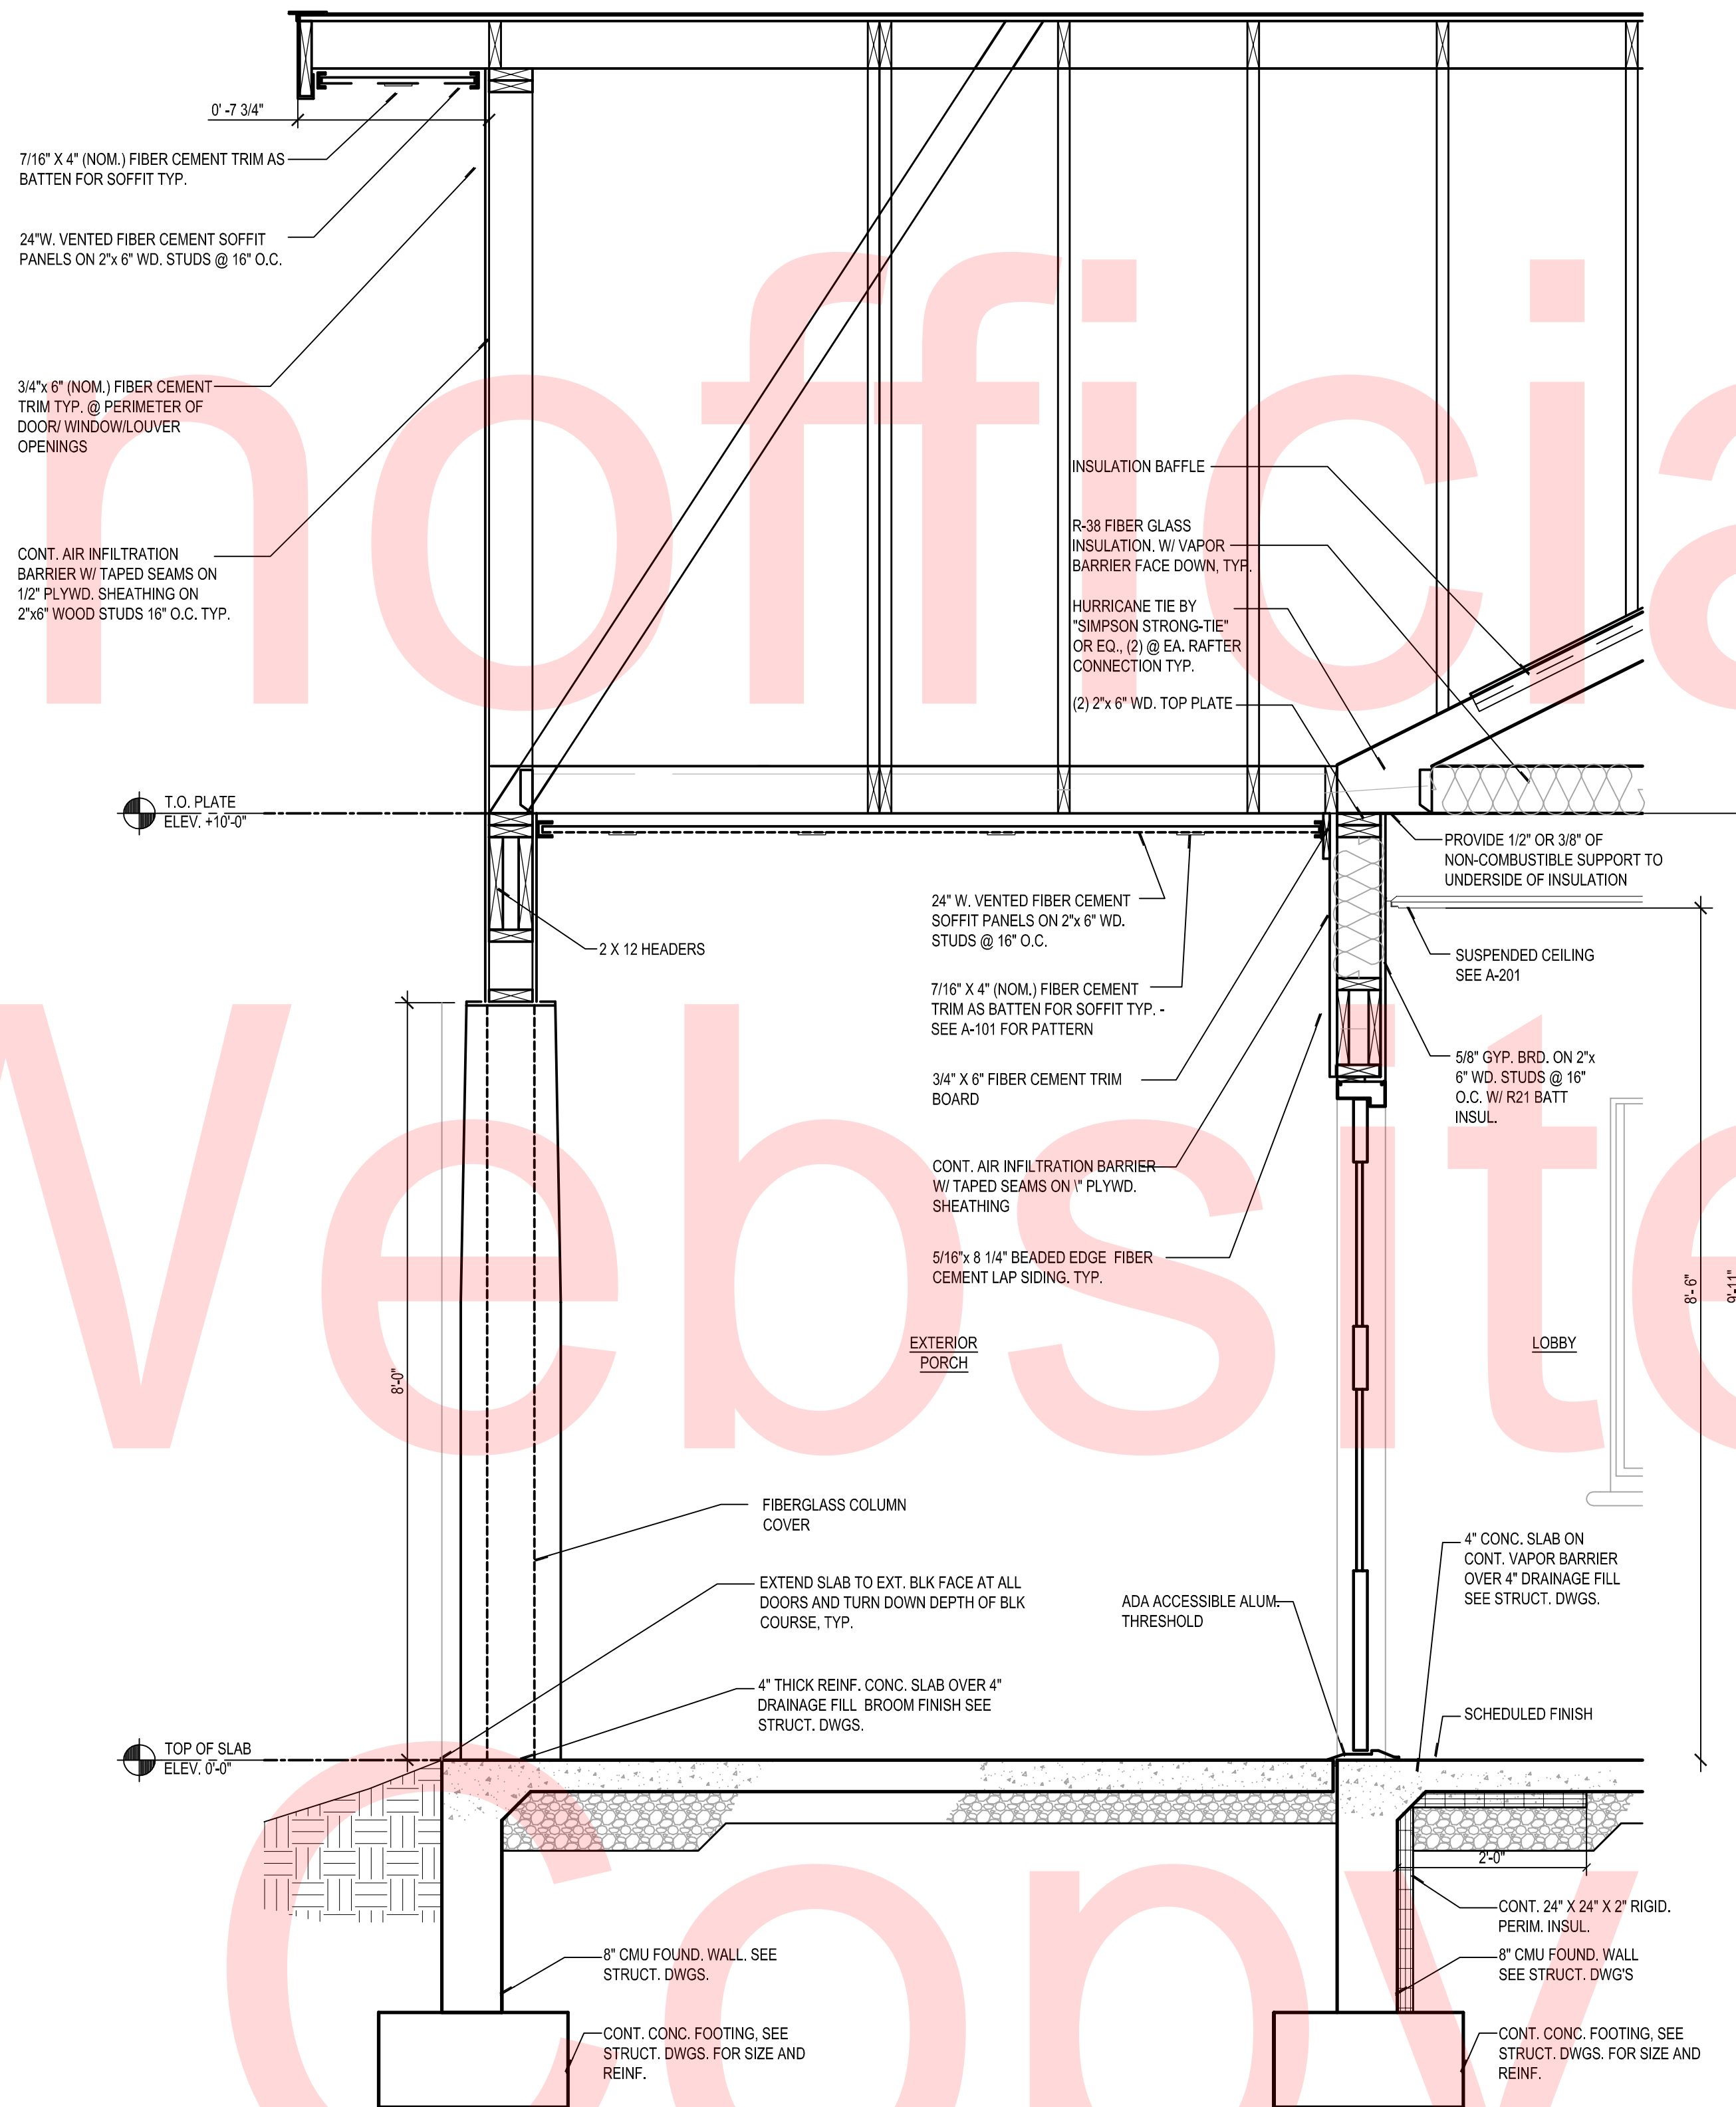 0' -7 3/4"
7/16" X 4" (NOM.) FIBER CEMENT TRIM AS
BATTEN FOR SOFFIT TYP.
24"W. VENTED FIBER CEMENT SOFFIT
PANELS ON 2"x 6" WD. STUDS @ 16" O.C.
3/4"x 6" (NOM.) FIBER CEMENT
TRIM TYP. @ PERIMETER OF
DOOR/ WINDOW/LOUVER
OPENINGS
CONT. AIR INFILTRATION
BARRIER W/ TAPED SEAMS ON
1/2" PLYWD. SHEATHING ON
2"x6" WOOD STUDS 16" O.C. TYP.
INSULATION BAFFLE
R-38 FIBER GLASS
INSULATION. W/ VAPOR
BARRIER FACE DOWN, TYP.
HURRICANE TIE BY
"SIMPSON STRONG-TIE"
OR EQ., (2) @ EA. RAFTER
CONNECTION TYP.
(2) 2"x 6" WD. TOP PLATE
nofficia
T.O. PLATE
ELEV. +10'-0"
PROVIDE 1/2" OR 3/8" OF
NON-COMBUSTIBLE SUPPORT TO
UNDERSIDE OF INSULATION
2 X 12 HEADERS
24" W. VENTED FIBER CEMENT
SOFFIT PANELS ON 2"x 6" WD.
STUDS @ 16" O.C.
SUSPENDED CEILING
SEE A-201
7/16" X 4" (NOM.) FIBER CEMENT
TRIM AS BATTEN FOR SOFFIT TYP. -
SEE A-101 FOR PATTERN
5/8" GYP. BRD. ON 2"x
6" WD. STUDS @ 16"
O.C. W/ R21 BATT
INSUL.
3/4" X 6" FIBER CEMENT TRIM
BOARD
CONT. AIR INFILTRATION BARRIER
W/ TAPED SEAMS ON \" PLYWD.
SHEATHING
5/16"x 8 1/4" BEADED EDGE FIBER
CEMENT LAP SIDING. TYP.
Website
8'-0"
EXTERIOR
PORCH
LOBBY
8'- 6"
9'-11"
FIBERGLASS COLUMN
COVER
EXTEND SLAB TO EXT. BLK FACE AT ALL
DOORS AND TURN DOWN DEPTH OF BLK
COURSE, TYP.
ADA ACCESSIBLE ALUM.
THRESHOLD
4" CONC. SLAB ON
CONT. VAPOR BARRIER
OVER 4" DRAINAGE FILL
SEE STRUCT. DWGS.
4" THICK REINF. CONC. SLAB OVER 4"
DRAINAGE FILL BROOM FINISH SEE
STRUCT. DWGS.
SCHEDULED FINISH
TOP OF SLAB
ELEV. 0'-0"
2'-0"
CONT. 24" X 24" X 2" RIGID.
PERIM. INSUL.
8" CMU FOUND. WALL. SEE
STRUCT. DWGS.
8" CMU FOUND. WALL
SEE STRUCT. DWG'S
CONT. CONC. FOOTING, SEE
STRUCT. DWGS. FOR SIZE AND
REINF.
CONT. CONC. FOOTING, SEE
STRUCT. DWGS. FOR SIZE AND
REINF.
Copy